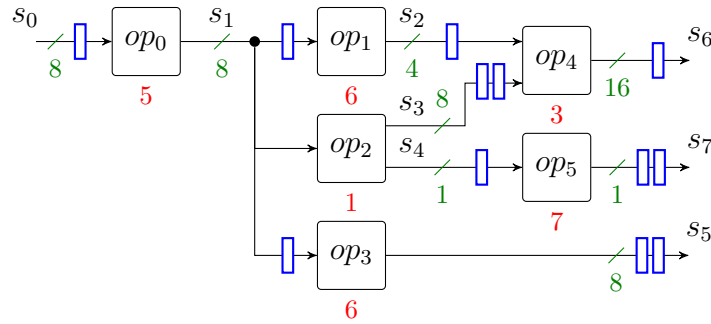 s₀ s₁ s₂ s₆
op₀ op₁ op₄
8 8 4 16
5 6 s₃ 8 3
op₂ s₄ op₅ s₇
1 1 1
1 7
op₃ s₅
8
6